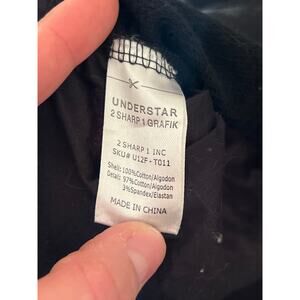 UNDERSTAR
2 SHARP 1 GRAFIK
2 SHARP 1 INC
SKU# U12F-T011
Shell: 100%Cotton/Algodon
Detail: 97%Cotton/Algodon
3%Spandex/Elastan
MADE IN CHINA